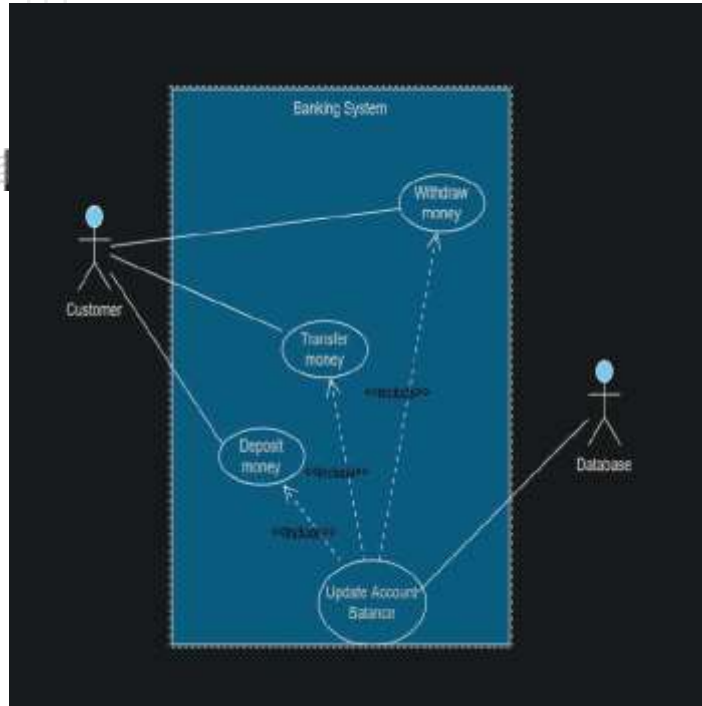 Banking System
Withdraw
money
Customer
Transfer
money
<<include>>
Deposit
money
Database
<<include>>
<<include>>
Update Account
Balance